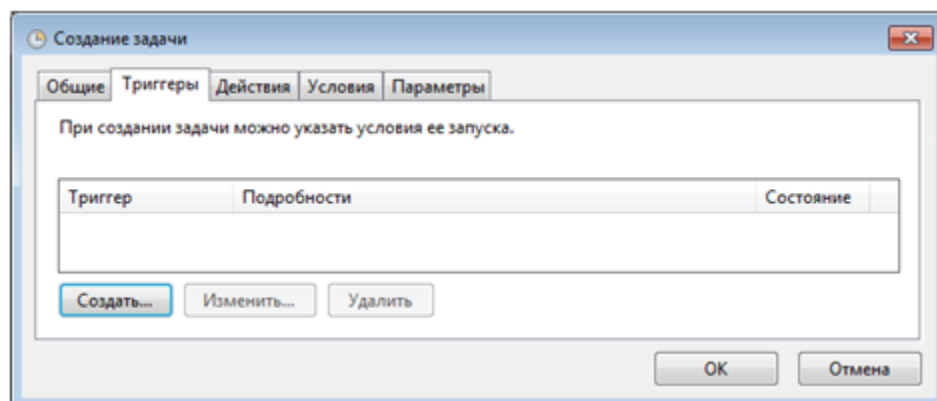 Создание задачи
Общие Триггеры Действия Условия Параметры
При создании задачи можно указать условия ее запуска.
Триггер Подробности Состояние
Создать... Изменить... Удалить
ОК Отмена